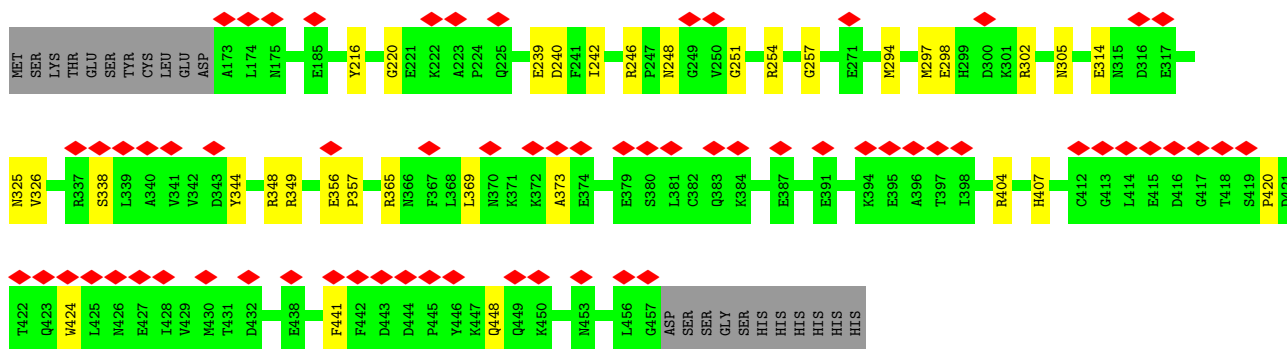 MET SER LYS THR GLU SER TYR CYS LEU GLU ASP A173 L174 N175 E185 Y216 G220 E221 K222 A223 P224 Q225 E239 D240 F241 I242 R246 P247 N248 G249 V250 G251 R254 G257 E271 M294 M297 E298 H299 D300 K301 R302 N305 E314 N315 D316 E317
N325 V326 R337 S338 L339 A340 V341 V342 D343 Y344 R348 R349 E356 P357 R365 N366 F367 L368 L369 N370 K371 K372 A373 E374 E379 S380 L381 C382 Q383 K384 E387 E391 K394 E395 A396 T397 I398 R404 H407 C412 G413 L414 E415 D416 G417 T418 S419 P420 D421
T422 Q423 W424 L425 N426 E427 I428 V429 M430 T431 D432 E438 F441 F442 D443 D444 P445 Y446 K447 Q448 Q449 K450 N453 L456 G457 ASP SER SER GLY SER HIS HIS HIS HIS HIS HIS